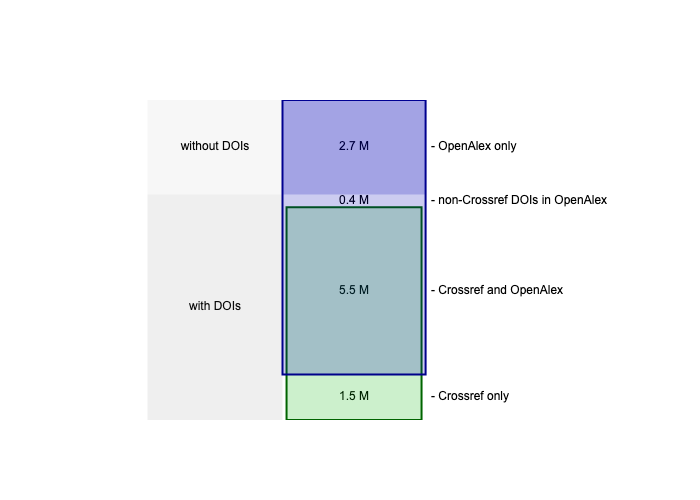 without DOIs 2.7 M - OpenAlex only
0.4 M - non-Crossref DOIs in OpenAlex
5.5 M - Crossref and OpenAlex
with DOIs
1.5 M - Crossref only